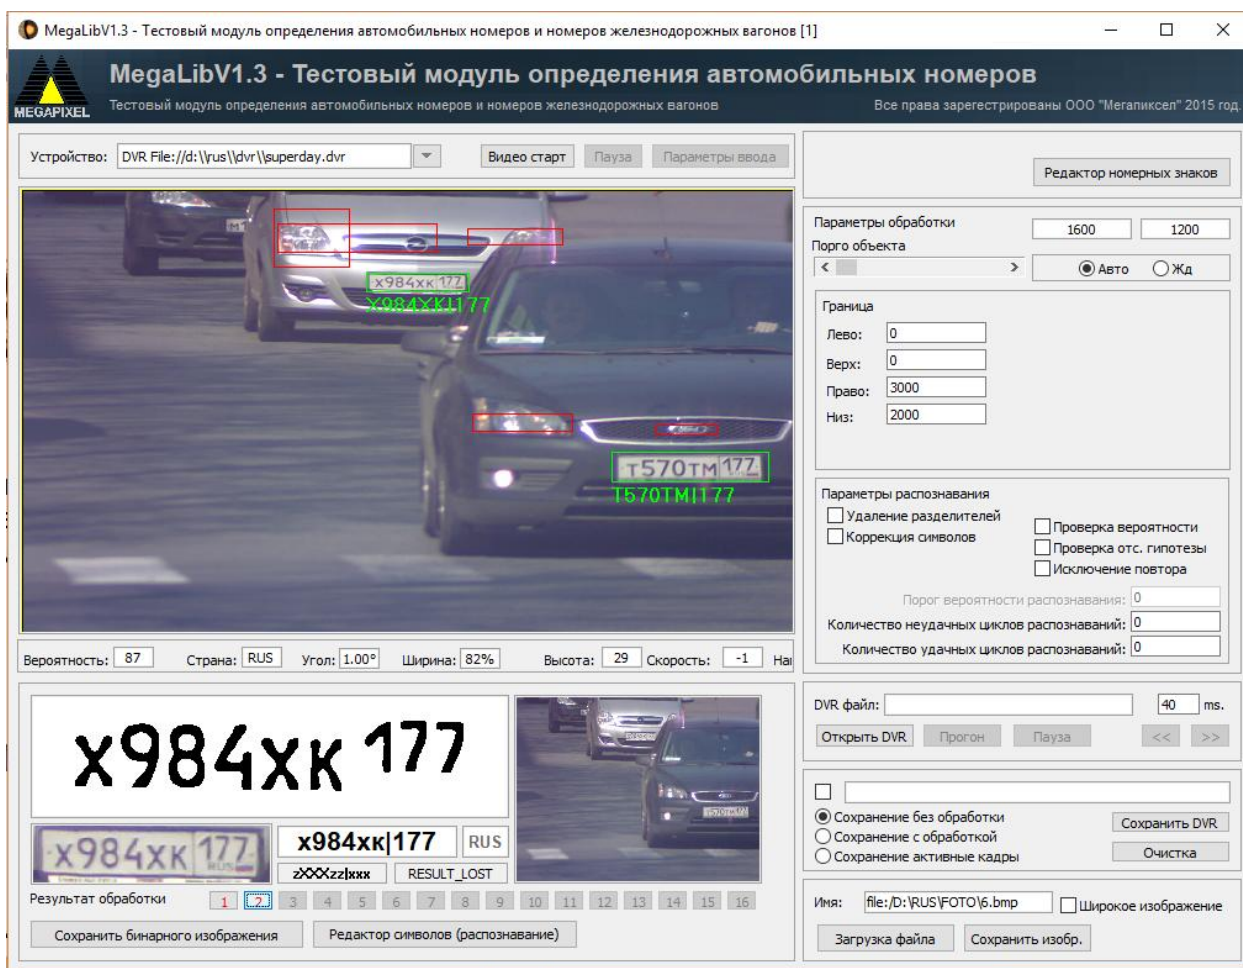 MegaLibV1.3 - Тестовый модуль определения автомобильных номеров и номеров железнодорожных вагонов [1]
MegaLibV1.3 - Тестовый модуль определения автомобильных номеров
MEGAPIXEL
Тестовый модуль определения автомобильных номеров и номеров железнодорожных вагонов
Все права зарегестрированы ООО "Мегапиксел" 2015 год.
Устройство: DVR File://d:\\rus\\dvr\\superday.dvr Видео старт Пауза Параметры ввода
Редактор номерных знаков
х984хк 177
X984XK|177
т570тм 177
T570TM|177
Параметры обработки 1600 1200
Порго объекта
Авто Жд
Граница
Лево: 0
Верх: 0
Право: 3000
Низ: 2000
Параметры распознавания
Удаление разделителей
Коррекция символов
Проверка вероятности
Проверка отс. гипотезы
Исключение повтора
Порог вероятности распознавания: 0
Количество неудачных циклов распознаваний: 0
Количество удачных циклов распознаваний: 0
Вероятность: 87 Страна: RUS Угол: 1.00° Ширина: 82% Высота: 29 Скорость: -1
х984хк 177
х984хк 177
RUS
х984хк|177 RUS
zXXXzz|xxx RESULT_LOST
Результат обработки 1 2 3 4 5 6 7 8 9 10 11 12 13 14 15 16
Сохранить бинарного изображения Редактор символов (распознавание)
DVR файл: 40 ms.
Открыть DVR Прогон Пауза << >>
Сохранение без обработки
Сохранение с обработкой
Сохранение активные кадры
Сохранить DVR
Очистка
Имя: file:/D:\RUS\FOTO\6.bmp Широкое изображение
Загрузка файла Сохранить изобр.